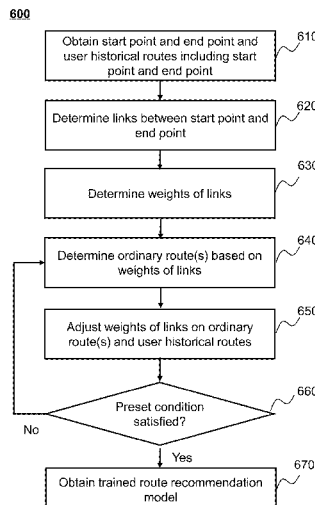 600
Obtain start point and end point and
user historical routes including start
point and end point
610
Determine links between start point and
end point
620
Determine weights of links
630
Determine ordinary route(s) based on
weights of links
640
Adjust weights of links on ordinary
route(s) and user historical routes
650
Preset condition
satisfied?
660
No
Yes
Obtain trained route recommendation
model
670